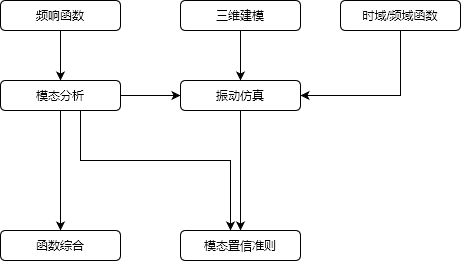 频响函数
三维建模
时域/频域函数
模态分析
振动仿真
函数综合
模态置信准则